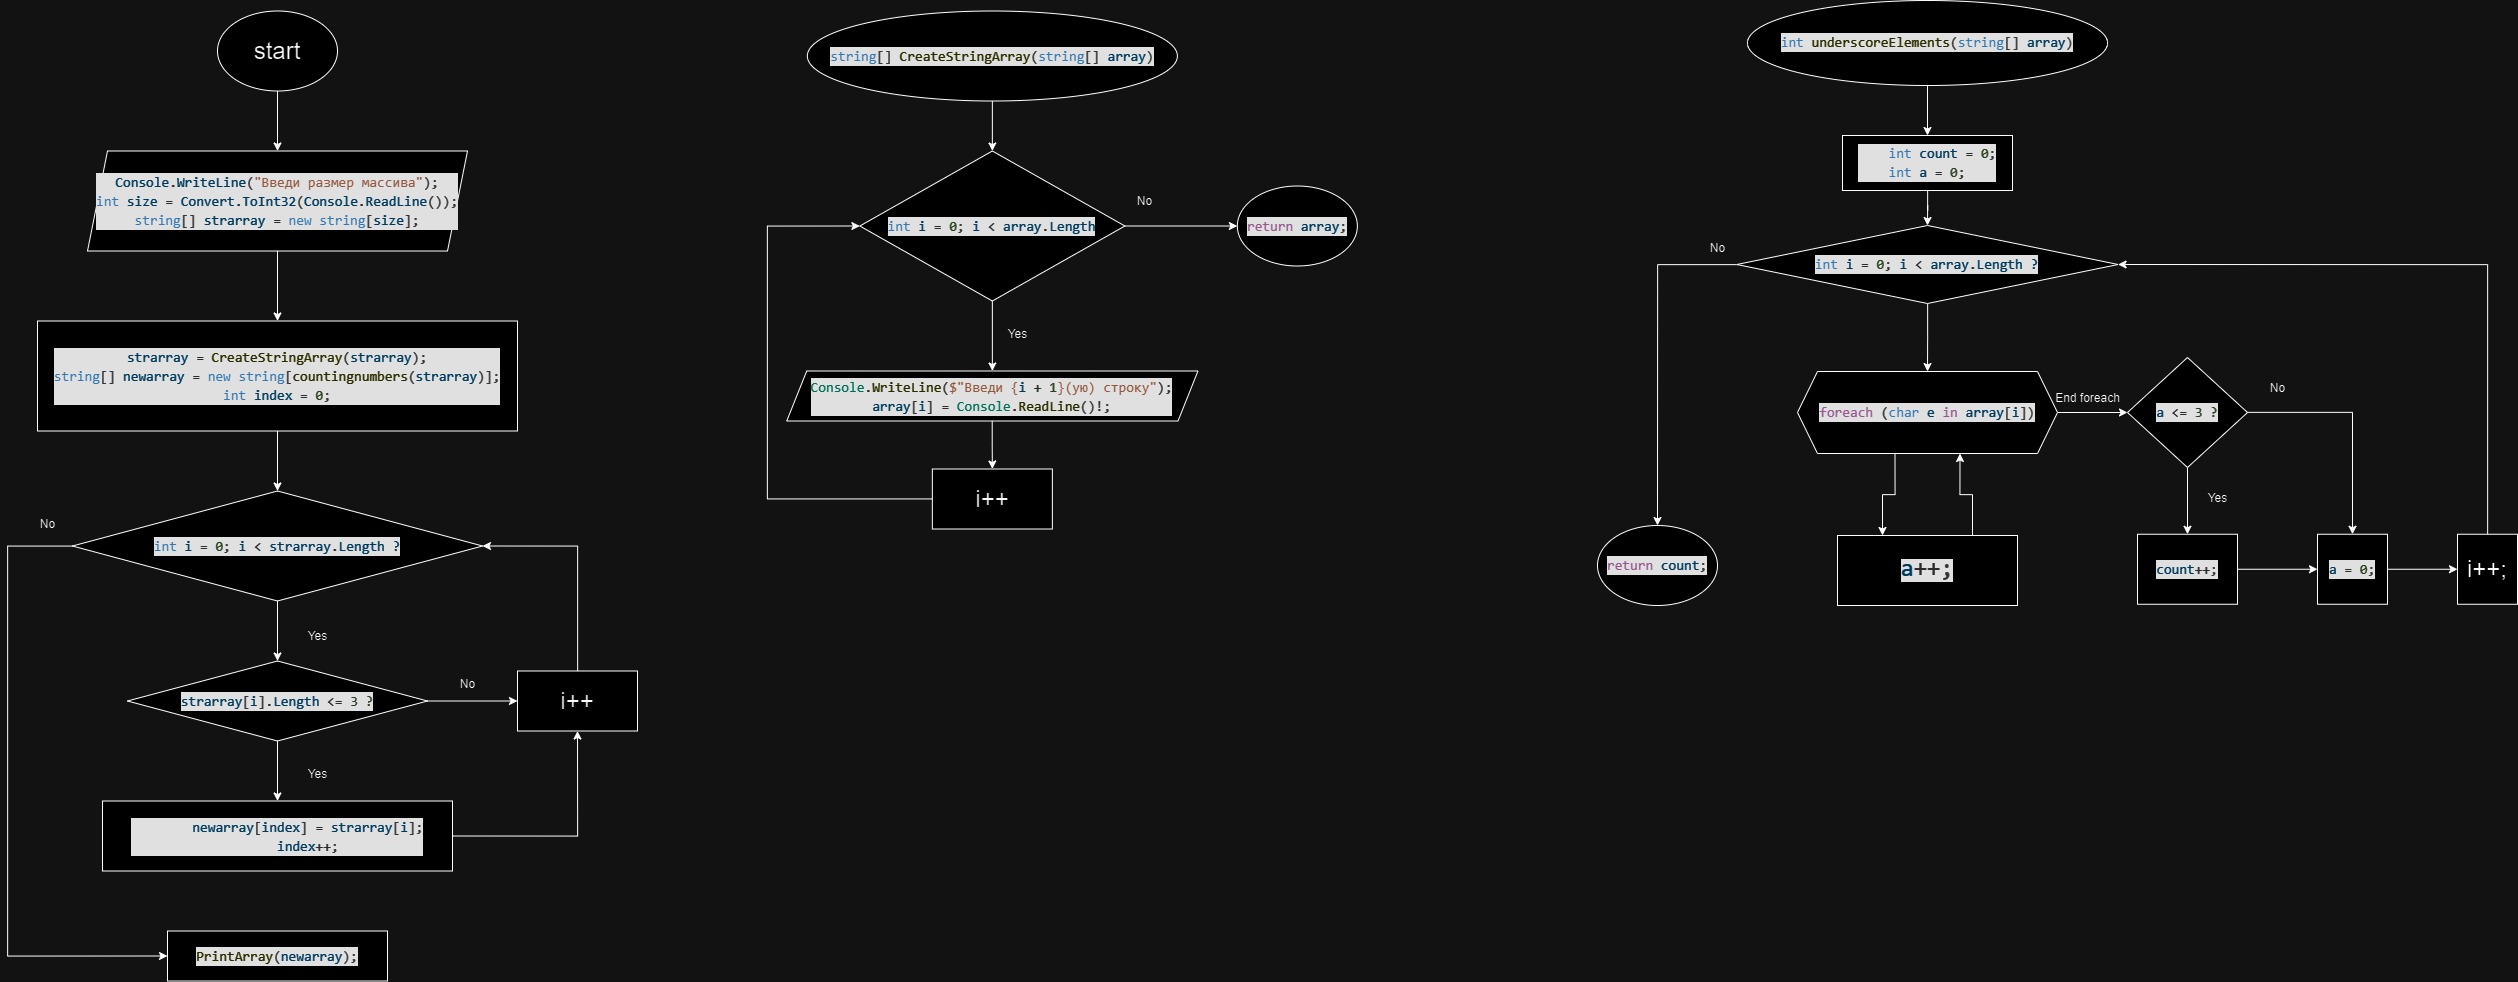 start
Console.WriteLine("Введи размер массива");
int size = Convert.ToInt32(Console.ReadLine());
string[] strarray = new string[size];
strarray = CreateStringArray(strarray);
string[] newarray = new string[countingnumbers(strarray)];
int index = 0;
No
int i = 0; i < strarray.Length ?
Yes
strarray[i].Length <= 3 ?
No
i++
Yes
newarray[index] = strarray[i];
index++;
PrintArray(newarray);
string[] CreateStringArray(string[] array)
int i = 0; i < array.Length
No
return array;
Yes
Console.WriteLine($"Введи {i + 1}(ую) строку");
array[i] = Console.ReadLine()!;
i++
int underscoreElements(string[] array)
int count = 0;
int a = 0;
No
int i = 0; i < array.Length ?
foreach (char e in array[i])
End foreach
a <= 3 ?
No
Yes
return count;
a++;
count++;
a = 0;
i++;